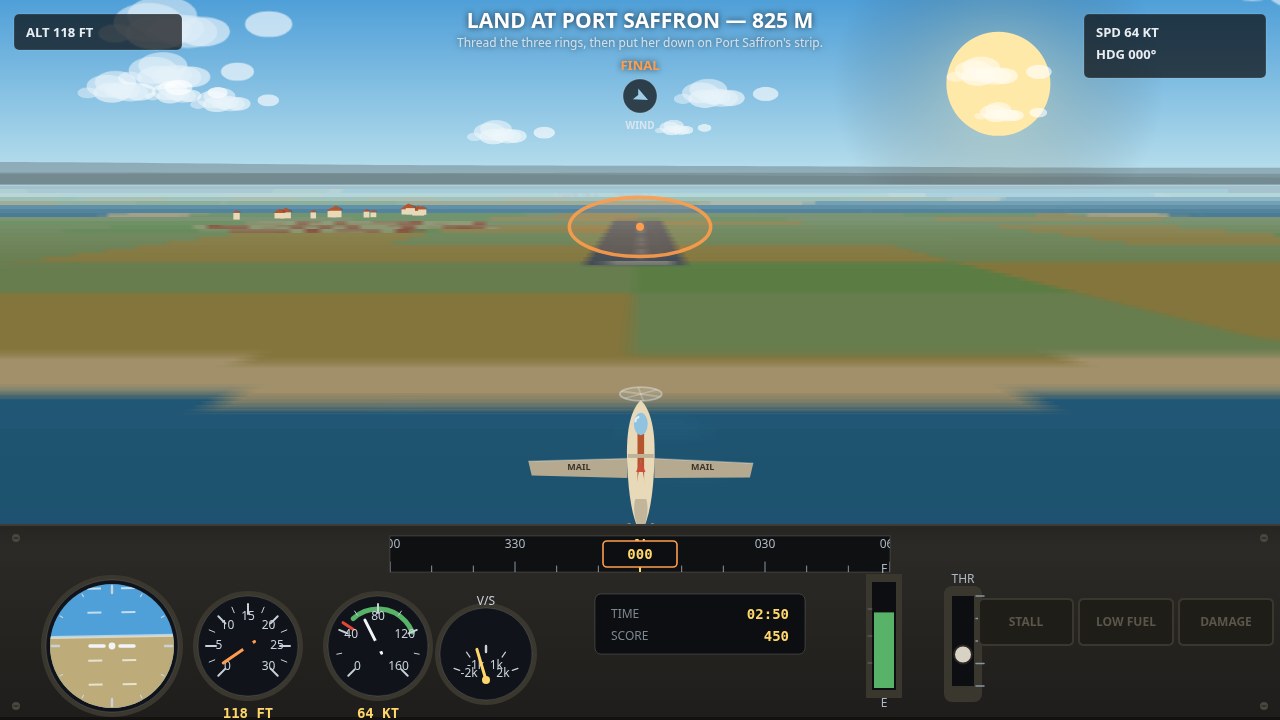 ALT 118 FT
LAND AT PORT SAFFRON — 825 M
Thread the three rings, then put her down on Port Saffron's strip.
FINAL
WIND
SPD 64 KT
HDG 000°
MAIL MAIL
330 000 030
TIME 02:50
SCORE 450
0 5 10 15 20 25 30
118 FT
0 40 80 120 160
64 KT
V/S
-2k -1k 1k 2k
F
E
THR
STALL LOW FUEL DAMAGE